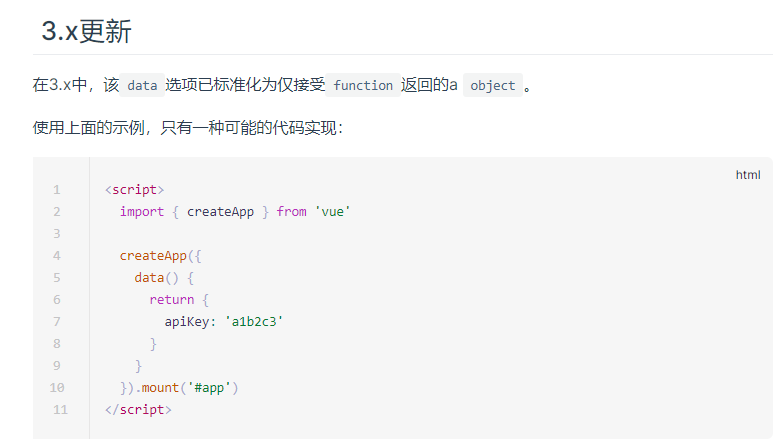 3.x更新
在3.x中，该 data 选项已标准化为仅接受 function 返回的a object 。
使用上面的示例，只有一种可能的代码实现：
html
1 <script>
2   import { createApp } from 'vue'
3
4   createApp({
5     data() {
6       return {
7         apiKey: 'a1b2c3'
8       }
9     }
10   }).mount('#app')
11 </script>